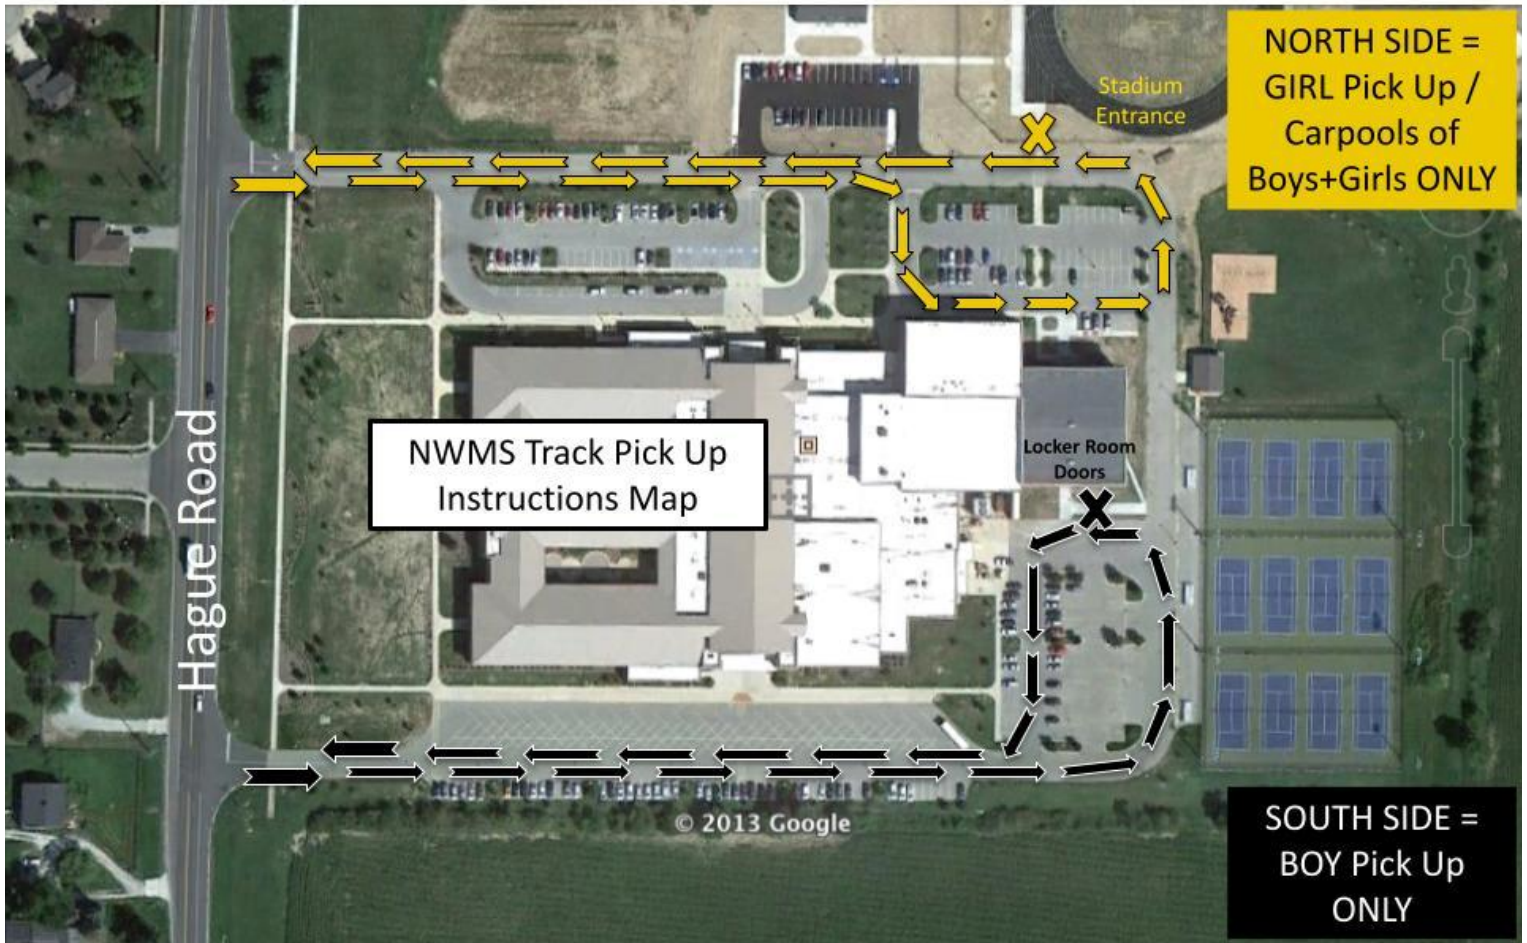 NORTH SIDE =
GIRL Pick Up /
Carpools of
Boys+Girls ONLY
Stadium
Entrance
NWMS Track Pick Up
Instructions Map
Locker Room
Doors
Hague Road
© 2013 Google
SOUTH SIDE =
BOY Pick Up
ONLY